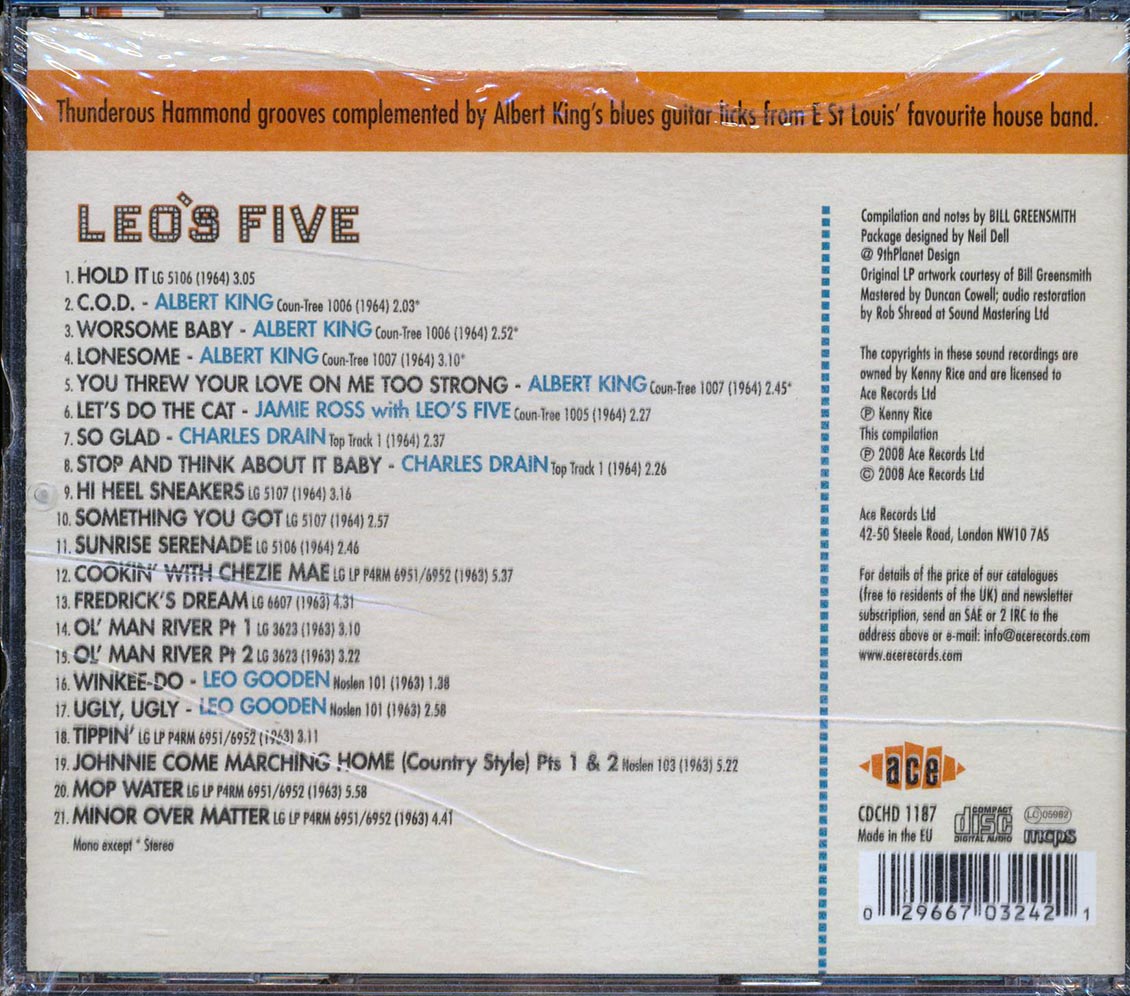 Thunderous Hammond grooves complemented by Albert King's blues guitar licks from E St Louis' favourite house band.
LEO'S FIVE
1. HOLD IT LG 5106 (1964) 3.05
2. C.O.D. - ALBERT KING Coun-Tree 1006 (1964) 2.03*
3. WORSOME BABY - ALBERT KING Coun-Tree 1006 (1964) 2.52*
4. LONESOME - ALBERT KING Coun-Tree 1007 (1964) 3.10*
5. YOU THREW YOUR LOVE ON ME TOO STRONG - ALBERT KING Coun-Tree 1007 (1964) 2.45*
6. LET'S DO THE CAT - JAMIE ROSS with LEO'S FIVE Coun-Tree 1005 (1964) 2.27
7. SO GLAD - CHARLES DRAIN Top Track 1 (1964) 2.37
8. STOP AND THINK ABOUT IT BABY - CHARLES DRAIN Top Track 1 (1964) 2.26
9. HI HEEL SNEAKERS LG 5107 (1964) 3.16
10. SOMETHING YOU GOT LG 5107 (1964) 2.57
11. SUNRISE SERENADE LG 5106 (1964) 2.46
12. COOKIN' WITH CHEZIE MAE LG LP P4RM 6951/6952 (1963) 5.37
13. FREDRICK'S DREAM LG 6607 (1963) 4.31
14. OL' MAN RIVER Pt 1 LG 3623 (1963) 3.10
15. OL' MAN RIVER Pt 2 LG 3623 (1963) 3.22
16. WINKEE-DO - LEO GOODEN Noslen 101 (1963) 1.38
17. UGLY, UGLY - LEO GOODEN Noslen 101 (1963) 2.58
18. TIPPIN' LG LP P4RM 6951/6952 (1963) 3.11
19. JOHNNIE COME MARCHING HOME (Country Style) Pts 1 & 2 Noslen 103 (1963) 5.22
20. MOP WATER LG LP P4RM 6951/6952 (1963) 5.58
21. MINOR OVER MATTER LG LP P4RM 6951/6952 (1963) 4.41
Mono except * Stereo
Compilation and notes by BILL GREENSMITH
Package designed by Neil Dell
@ 9thPlanet Design
Original LP artwork courtesy of Bill Greensmith
Mastered by Duncan Cowell; audio restoration
by Rob Shread at Sound Mastering Ltd
The copyrights in these sound recordings are
owned by Kenny Rice and are licensed to
Ace Records Ltd
℗ Kenny Rice
This compilation
℗ 2008 Ace Records Ltd
© 2008 Ace Records Ltd
Ace Records Ltd
42-50 Steele Road, London NW10 7AS
For details of the price of our catalogues
(free to residents of the UK) and newsletter
subscription, send an SAE or 2 IRC to the
address above or e-mail: info@acerecords.com
www.acerecords.com
ace
CDCHD 1187
Made in the EU
COMPACT
disc
DIGITAL AUDIO
LC 05982
mcps
0 29667 03242 1